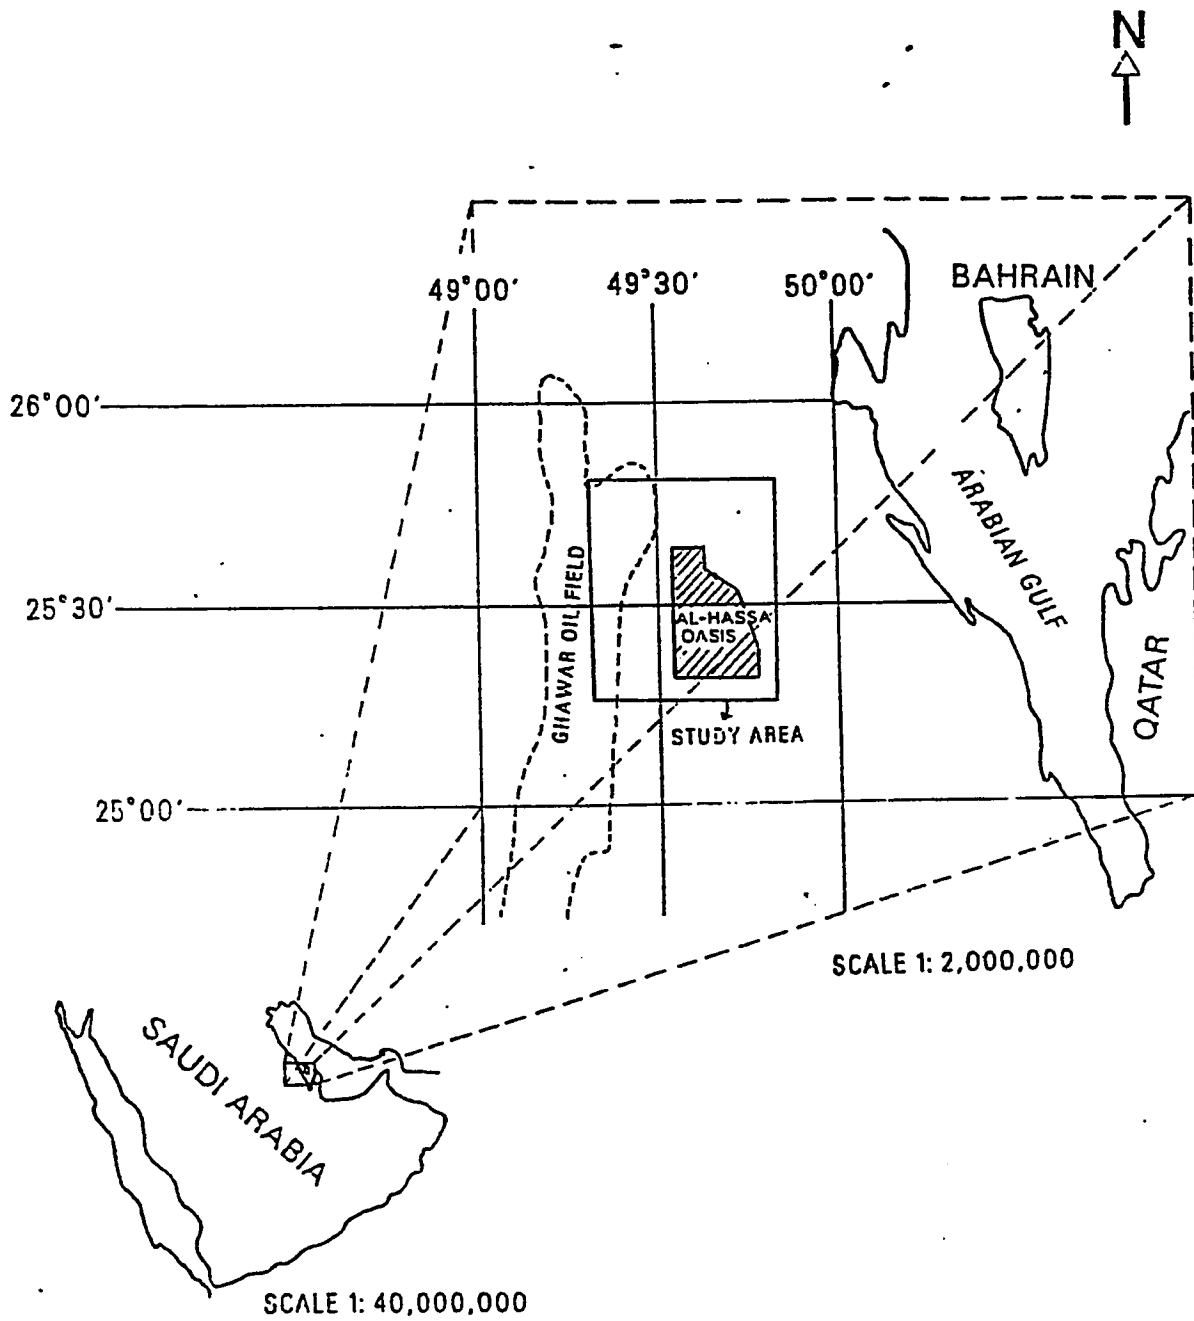 N
BAHRAIN
49°00'
49°30'
50°00'
26°00'
ARABIAN GULF
GHAWAR OIL FIELD
25°30'
AL-HASSA
OASIS
QATAR
STUDY AREA
25°00'
SCALE 1: 2,000,000
SAUDI ARABIA
SCALE 1: 40,000,000